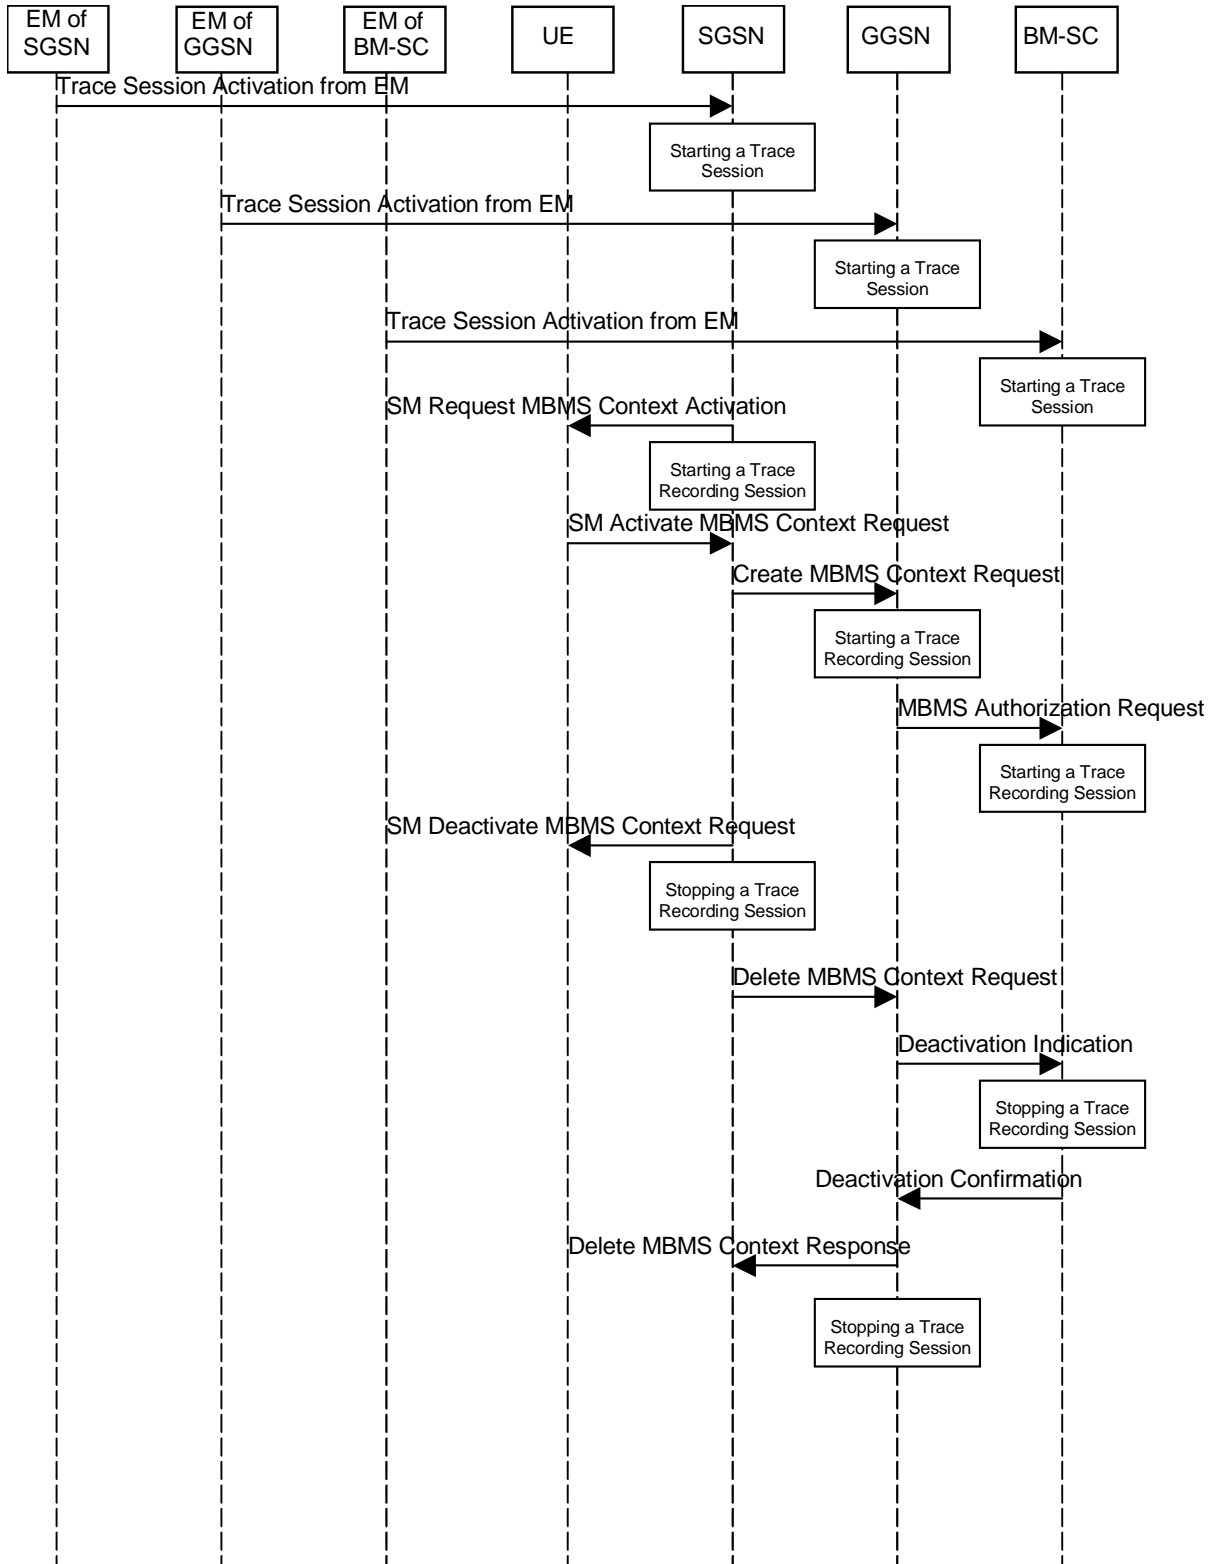 EM of
SGSN
EM of
GGSN
EM of
BM-SC
UE
SGSN
GGSN
BM-SC
Trace Session Activation from EM
Starting a Trace
Session
Trace Session Activation from EM
Starting a Trace
Session
Trace Session Activation from EM
Starting a Trace
Session
SM Request MBMS Context Activation
Starting a Trace
Recording Session
SM Activate MBMS Context Request
Create MBMS Context Request
Starting a Trace
Recording Session
MBMS Authorization Request
Starting a Trace
Recording Session
SM Deactivate MBMS Context Request
Stopping a Trace
Recording Session
Delete MBMS Context Request
Deactivation Indication
Stopping a Trace
Recording Session
Deactivation Confirmation
Delete MBMS Context Response
Stopping a Trace
Recording Session